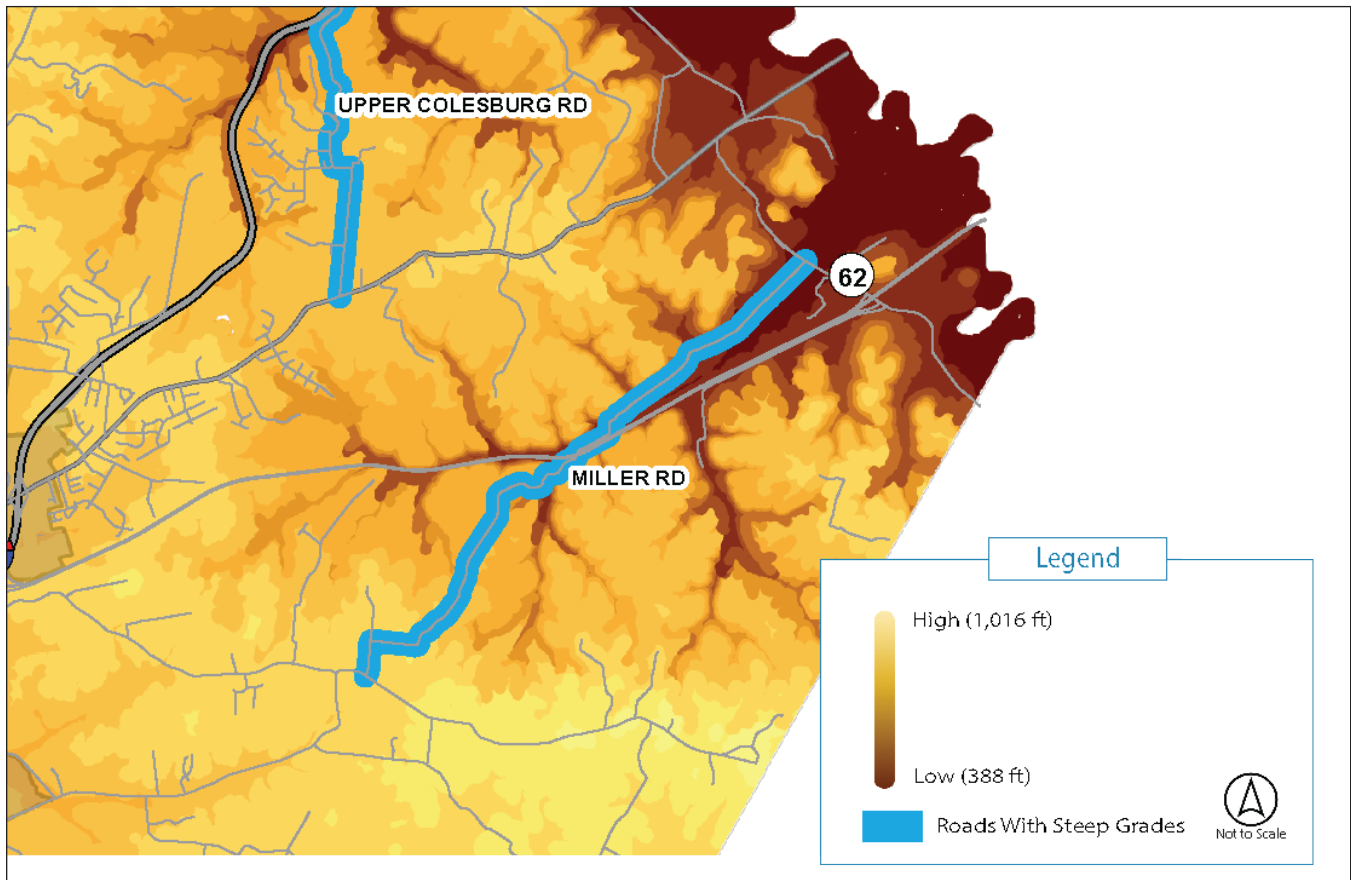 UPPER COLESBURG RD
62
MILLER RD
Legend
High (1,016 ft)
Low (388 ft)
Roads With Steep Grades
Not to Scale